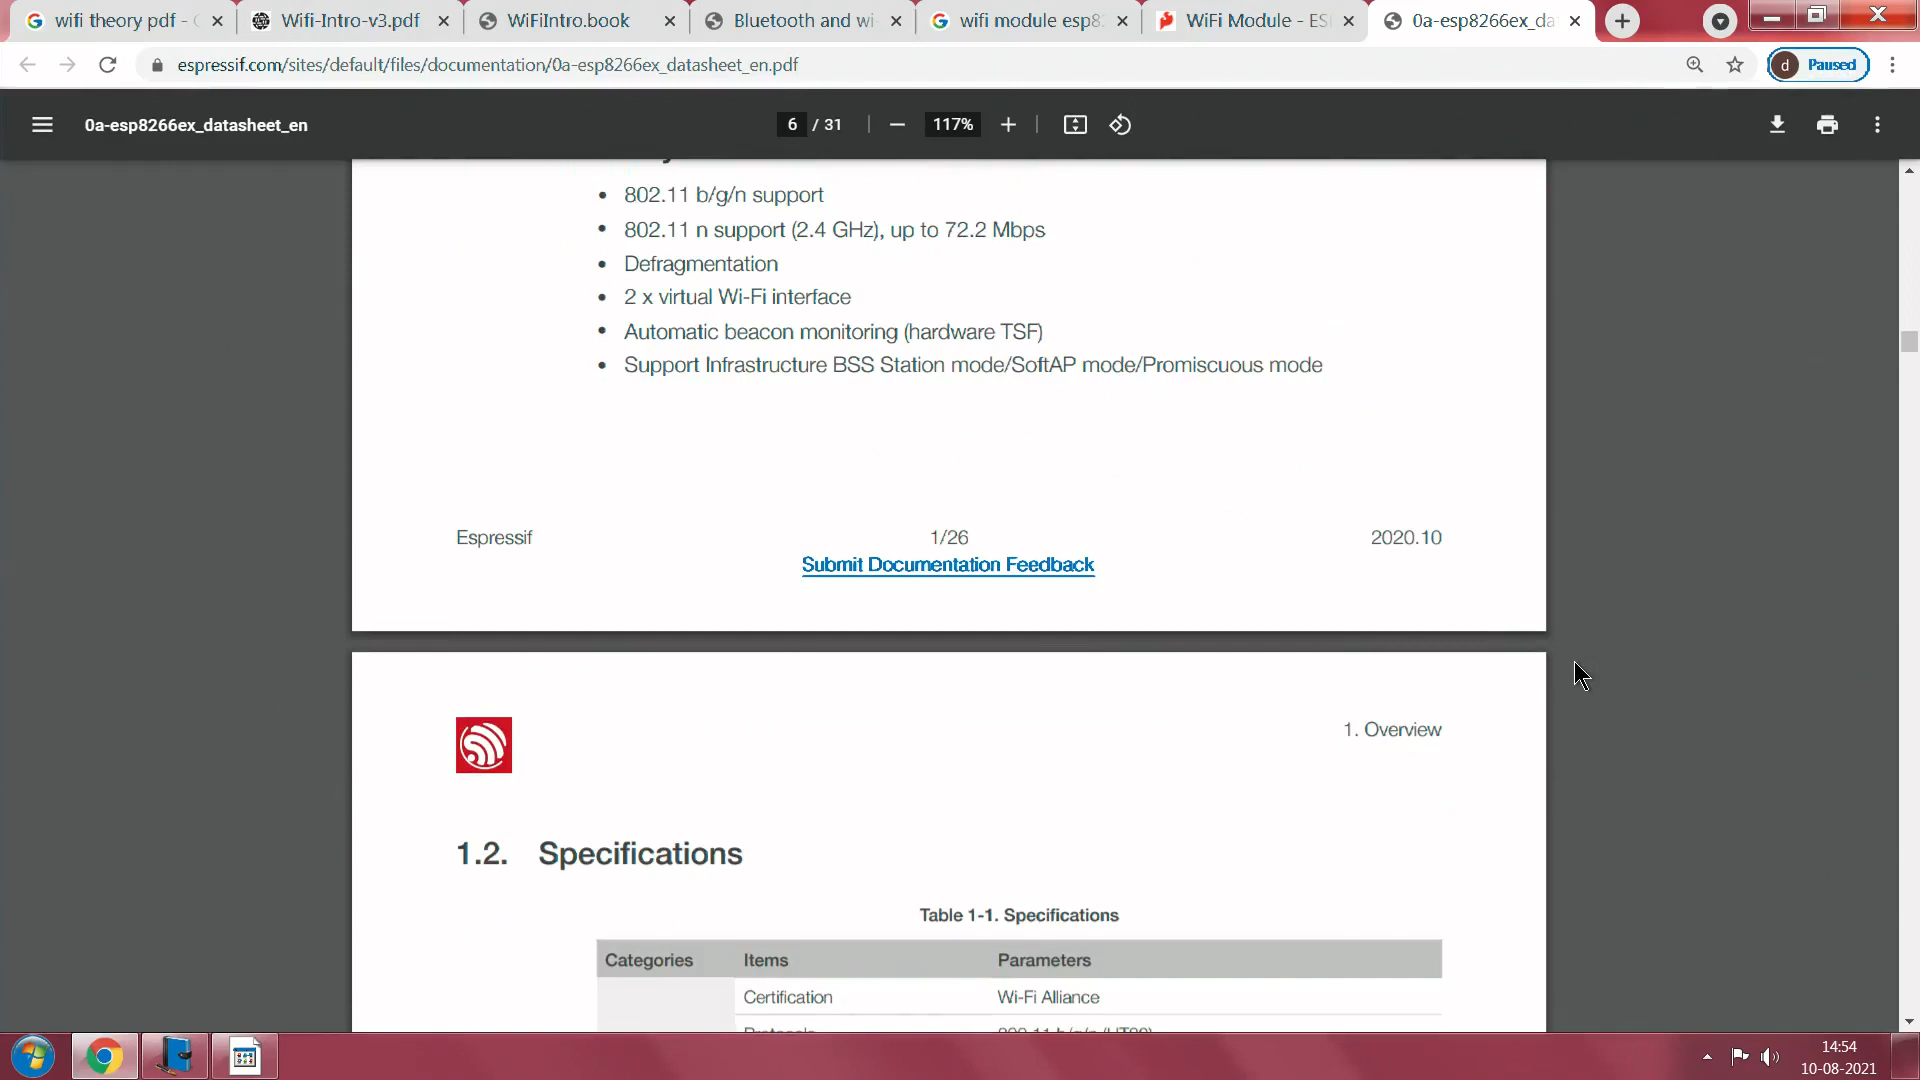 wifi theory pdf -
Wifi-Intro-v3.pdf
WiFiIntro.book
Bluetooth and wi
wifi module esp8
WiFi Module - ES
0a-esp8266ex_da
espressif.com/sites/default/files/documentation/0a-esp8266ex_datasheet_en.pdf
d Paused
0a-esp8266ex_datasheet_en
6 / 31
117%
• 802.11 b/g/n support
• 802.11 n support (2.4 GHz), up to 72.2 Mbps
• Defragmentation
• 2 x virtual Wi-Fi interface
• Automatic beacon monitoring (hardware TSF)
• Support Infrastructure BSS Station mode/SoftAP mode/Promiscuous mode
Espressif 1/26 2020.10
Submit Documentation Feedback
1. Overview
1.2. Specifications
Table 1-1. Specifications
Categories Items Parameters
Certification Wi-Fi Alliance
14:54
10-08-2021